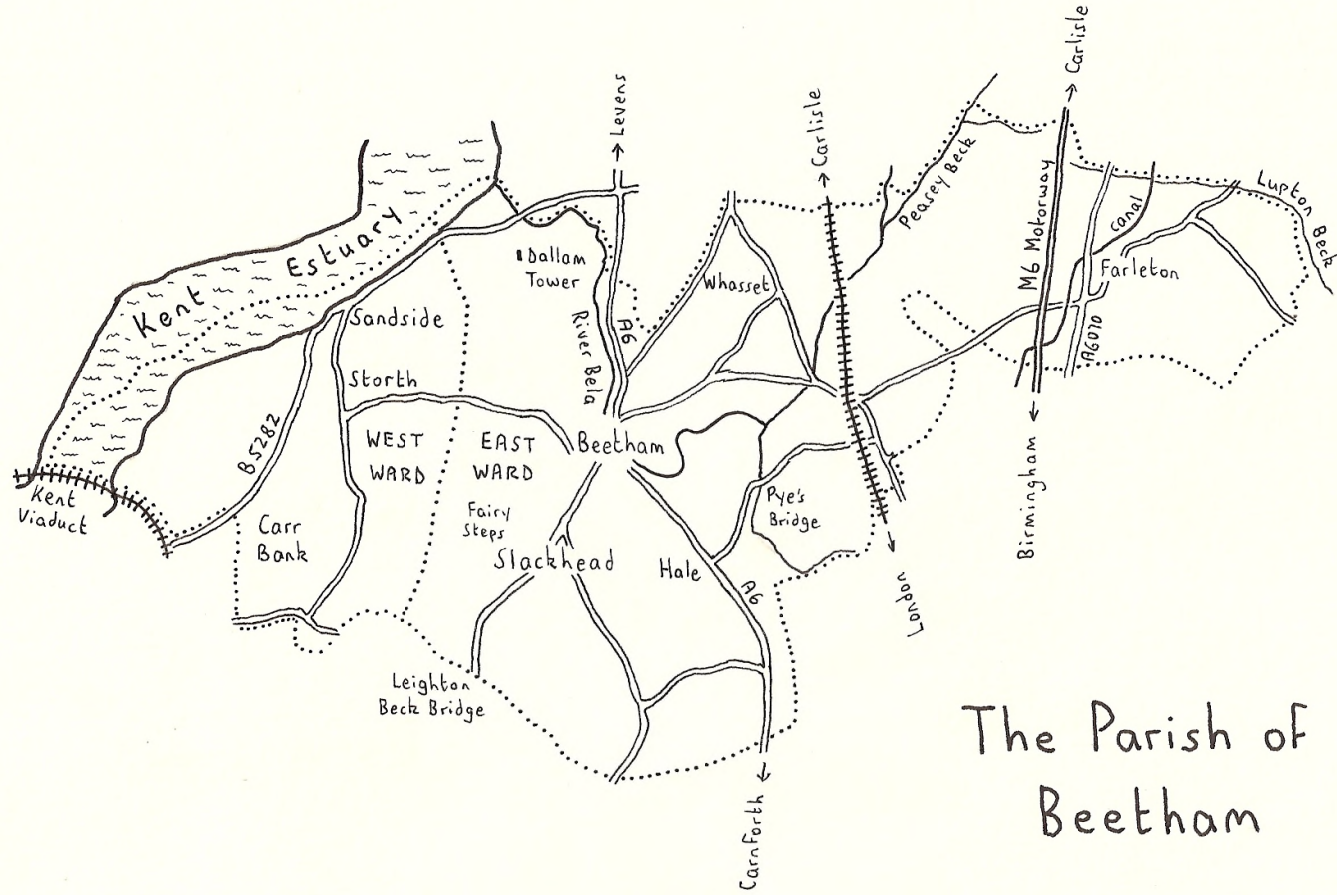 Carlisle
Levens
Carlisle
Peasey Beck
M6 Motorway
canal
Lupton Beck
Kent Estuary
Dallam
Tower
Whasset
Farleton
River Bela
A6
A6070
Sandside
Storth
B5282
WEST
WARD
EAST
WARD
Beetham
Kent
Viaduct
Carr
Bank
Fairy
Steps
Slackhead
Hale
Pye's
Bridge
A6
London
Birmingham
Leighton
Beck Bridge
Carnforth
The Parish of
Beetham